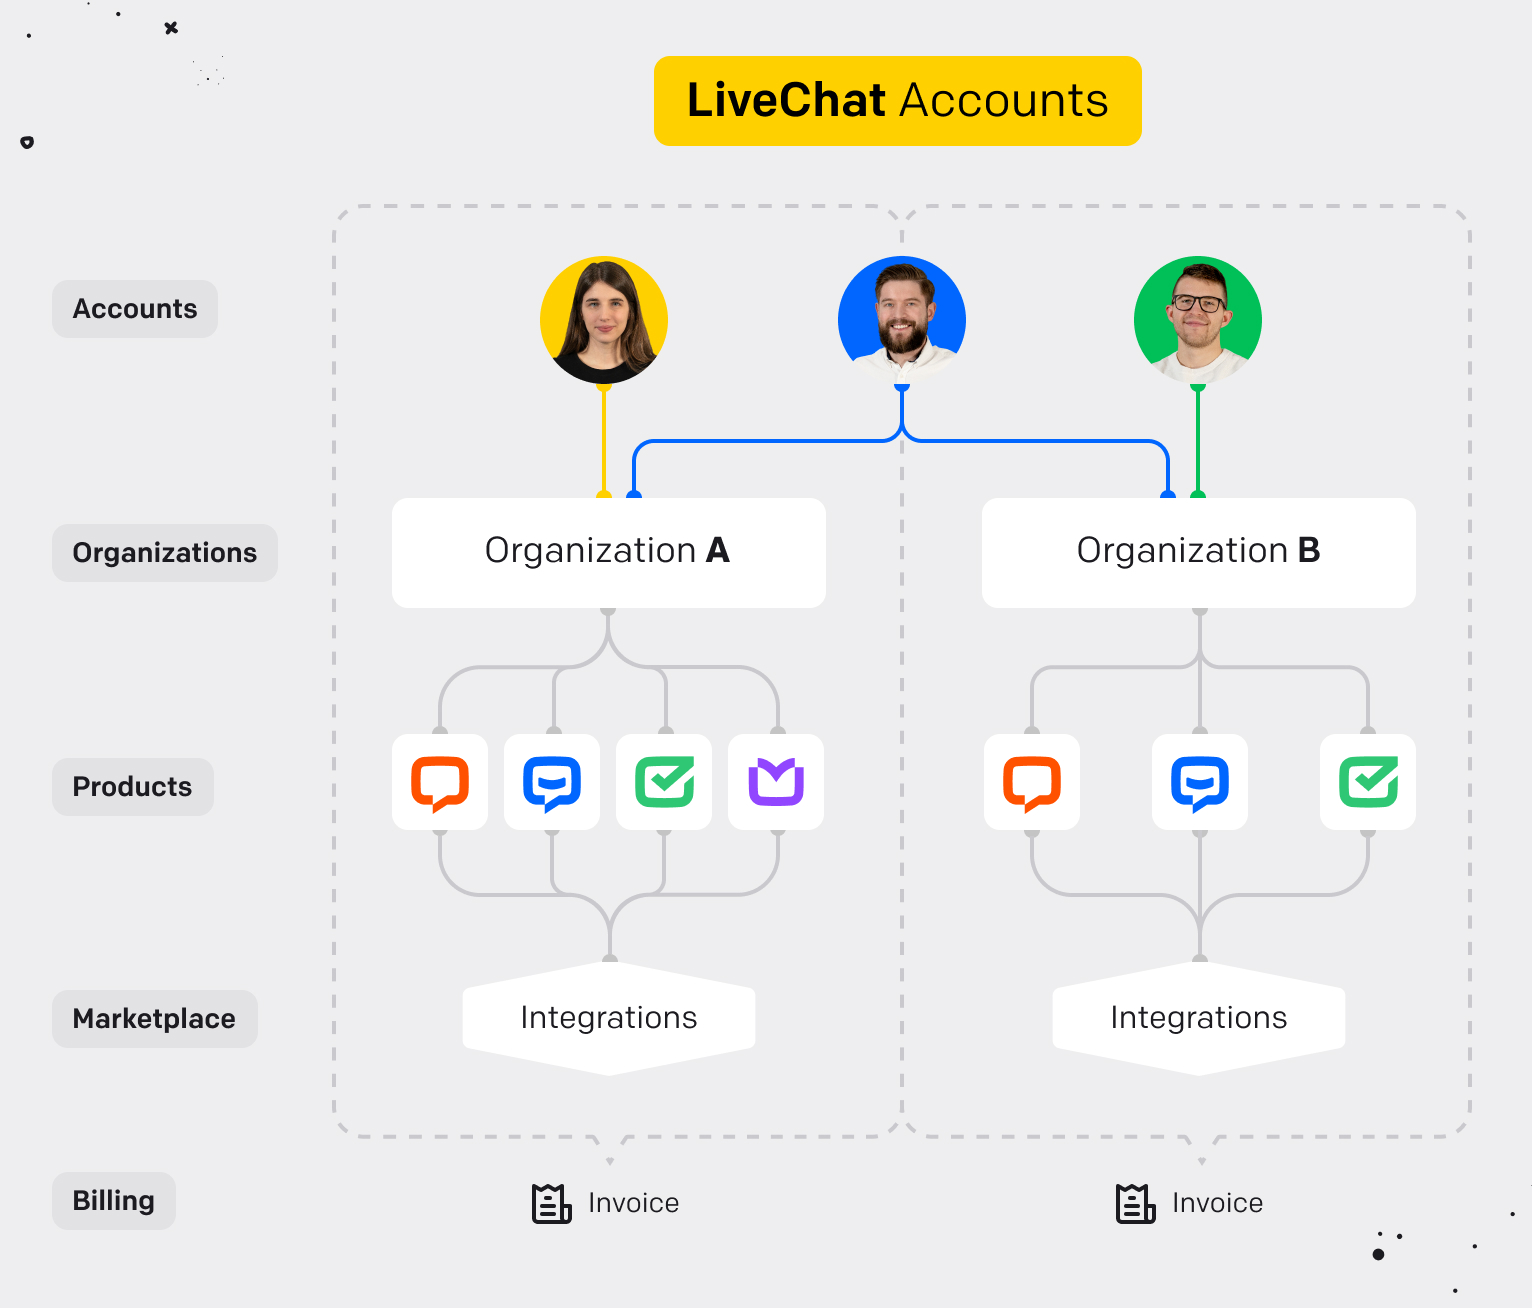 LiveChat Accounts
Accounts
Organizations
Organization A
Organization B
Products
Marketplace
Integrations
Integrations
Billing
Invoice
Invoice